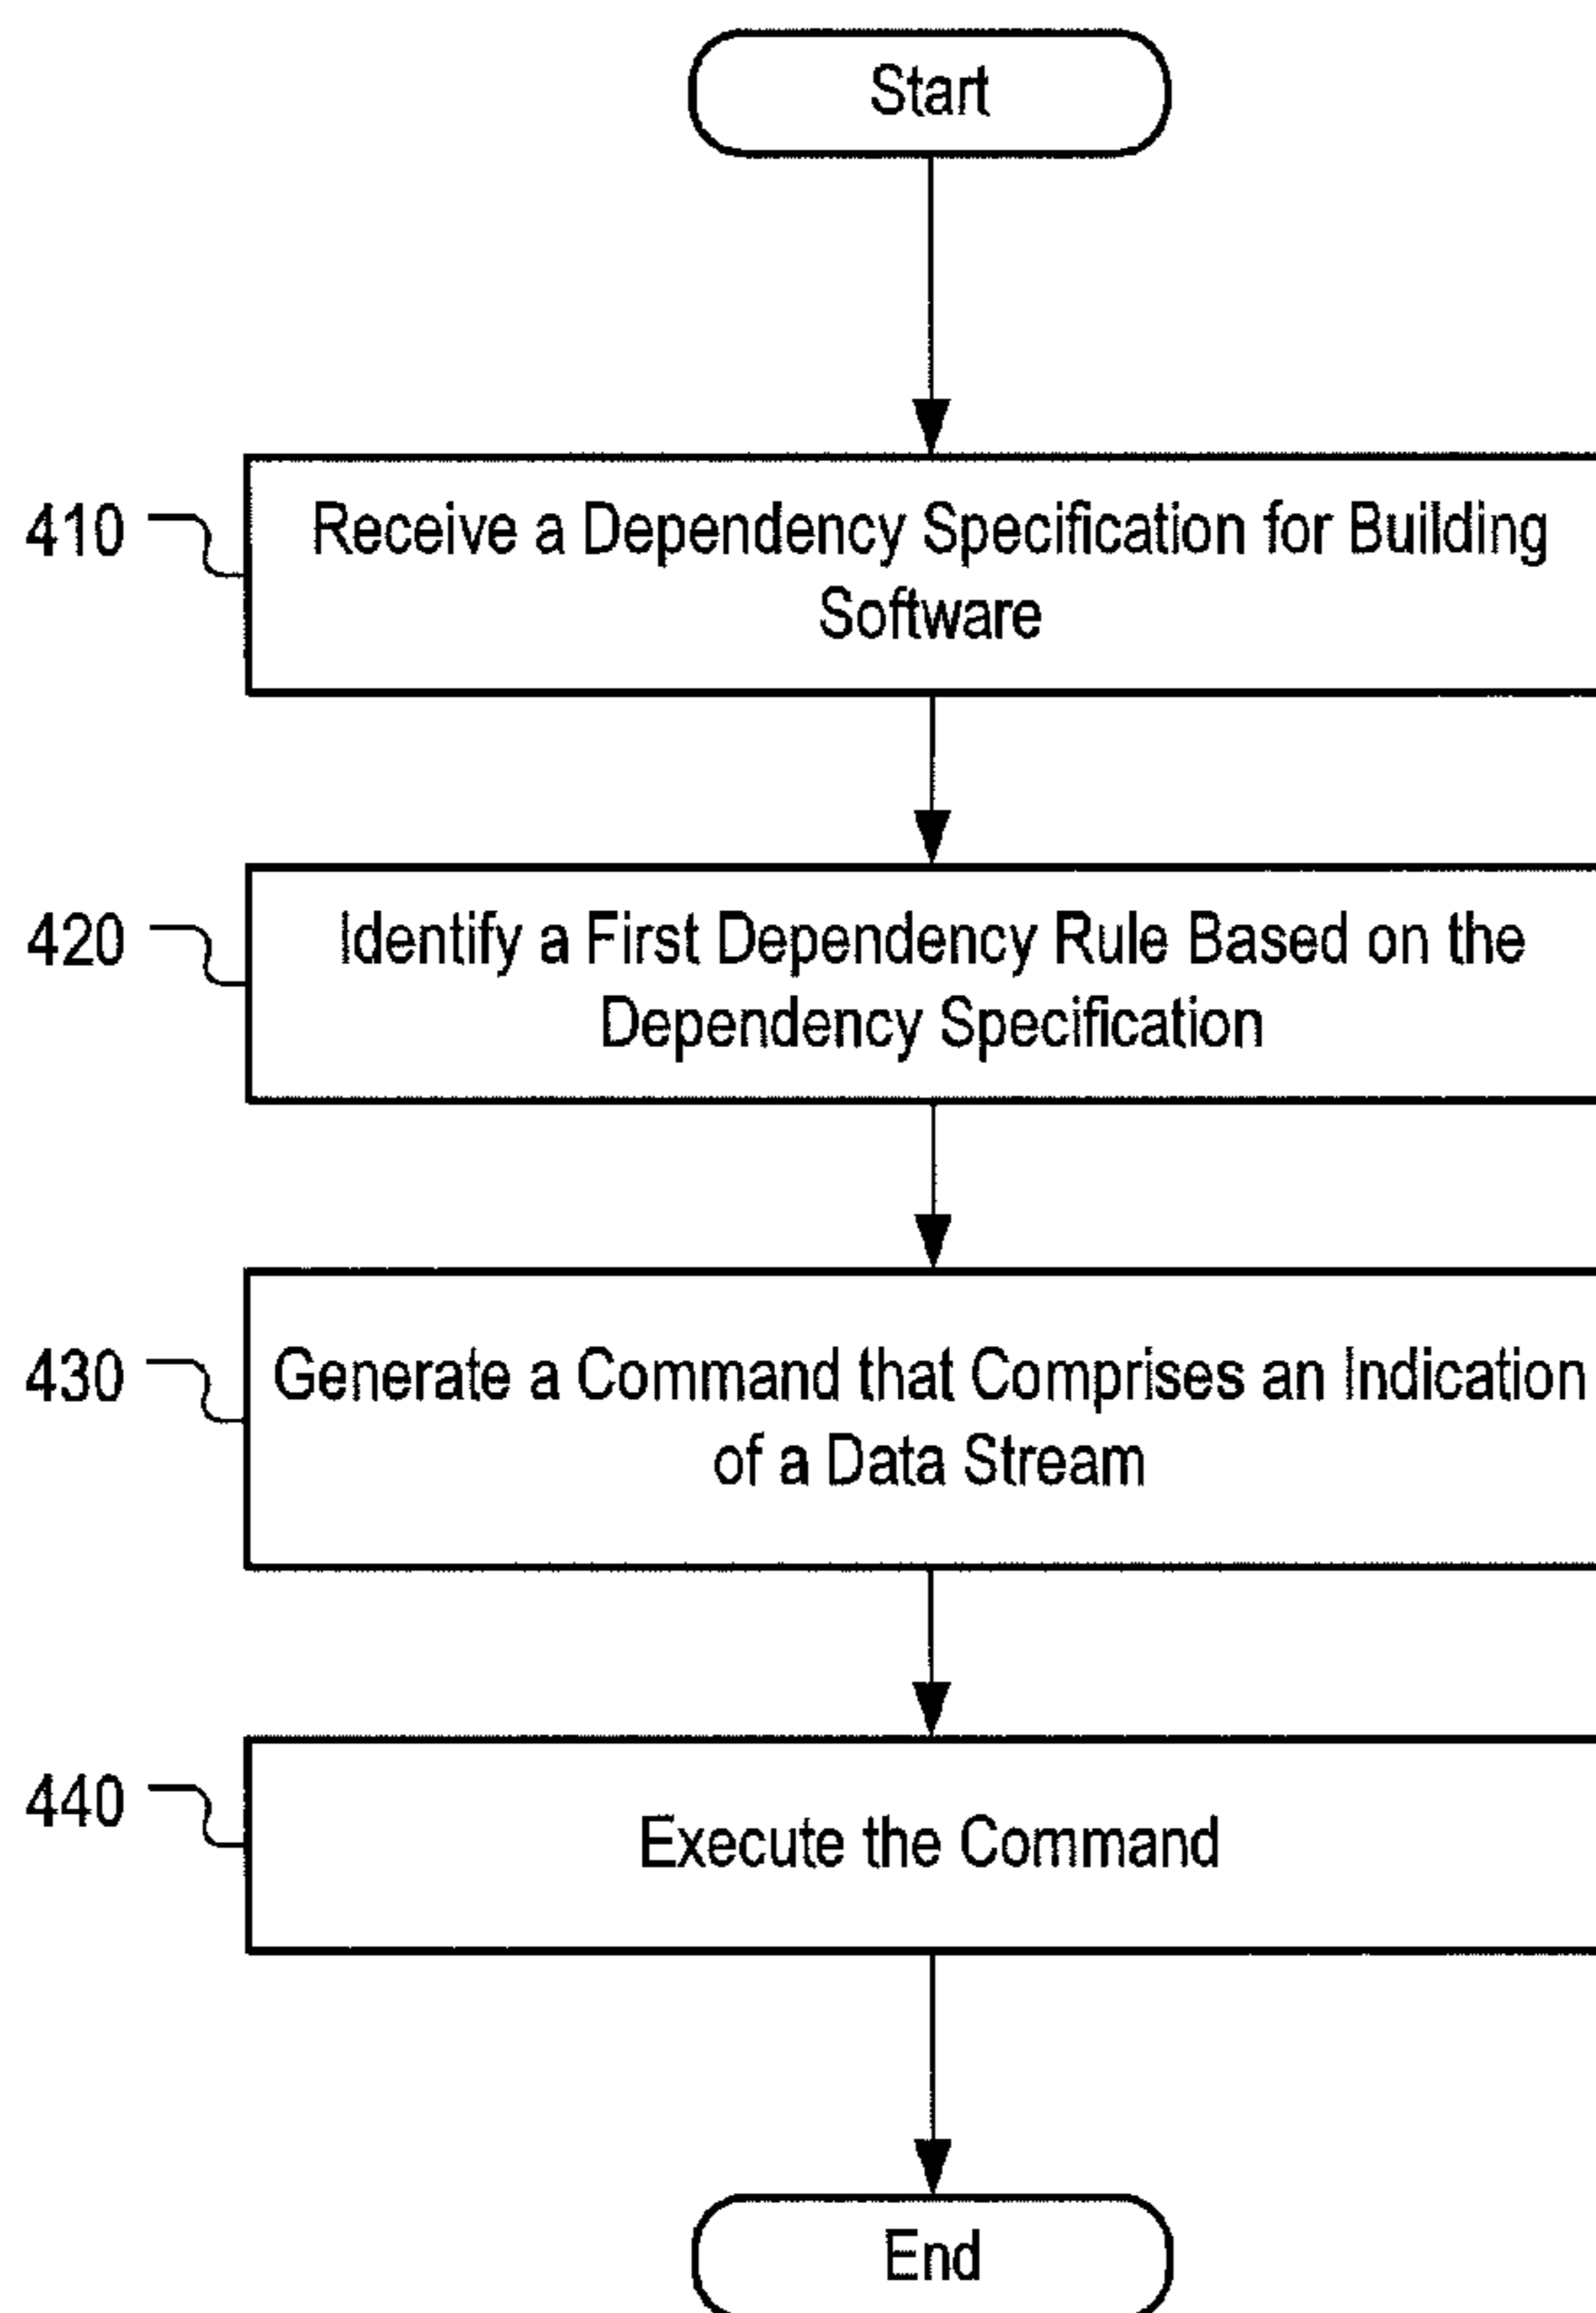 Start
410
Receive a Dependency Specification for Building
Software
420
Identify a First Dependency Rule Based on the
Dependency Specification
430
Generate a Command that Comprises an Indication
of a Data Stream
440
Execute the Command
End